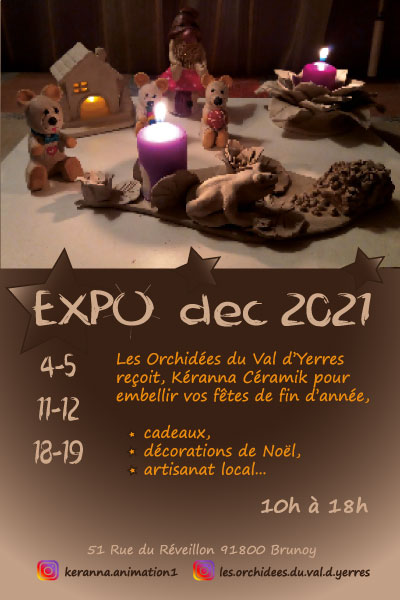 EXPO dec 2021
4-5
11-12
18-19
Les Orchidées du Val d'Yerres
reçoit, Kéranna Céramik pour
embellir vos fêtes de fin d'année,
cadeaux,
décorations de Noël,
artisanat local...
10h à 18h
51 Rue du Réveillon 91800 Brunoy
keranna.animation1 les.orchidees.du.val.d.yerres